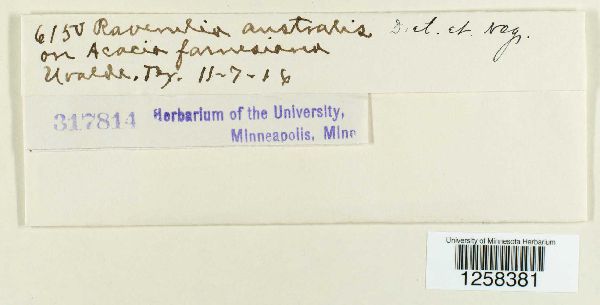 6150 Ravenelia australis Diet. et Neg.
on Acacia farnesiana
Uvalde, Tex. 11-7-16
317814 Herbarium of the University,
Minneapolis, Minn
University of Minnesota Herbarium
1258381